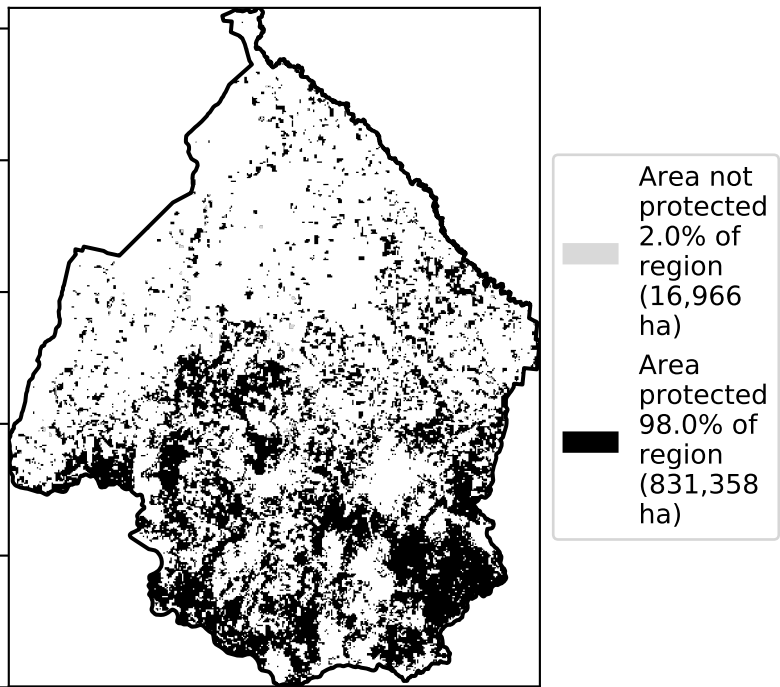 Area not
protected
2.0% of
region
(16,966
ha)
Area
protected
98.0% of
region
(831,358
ha)